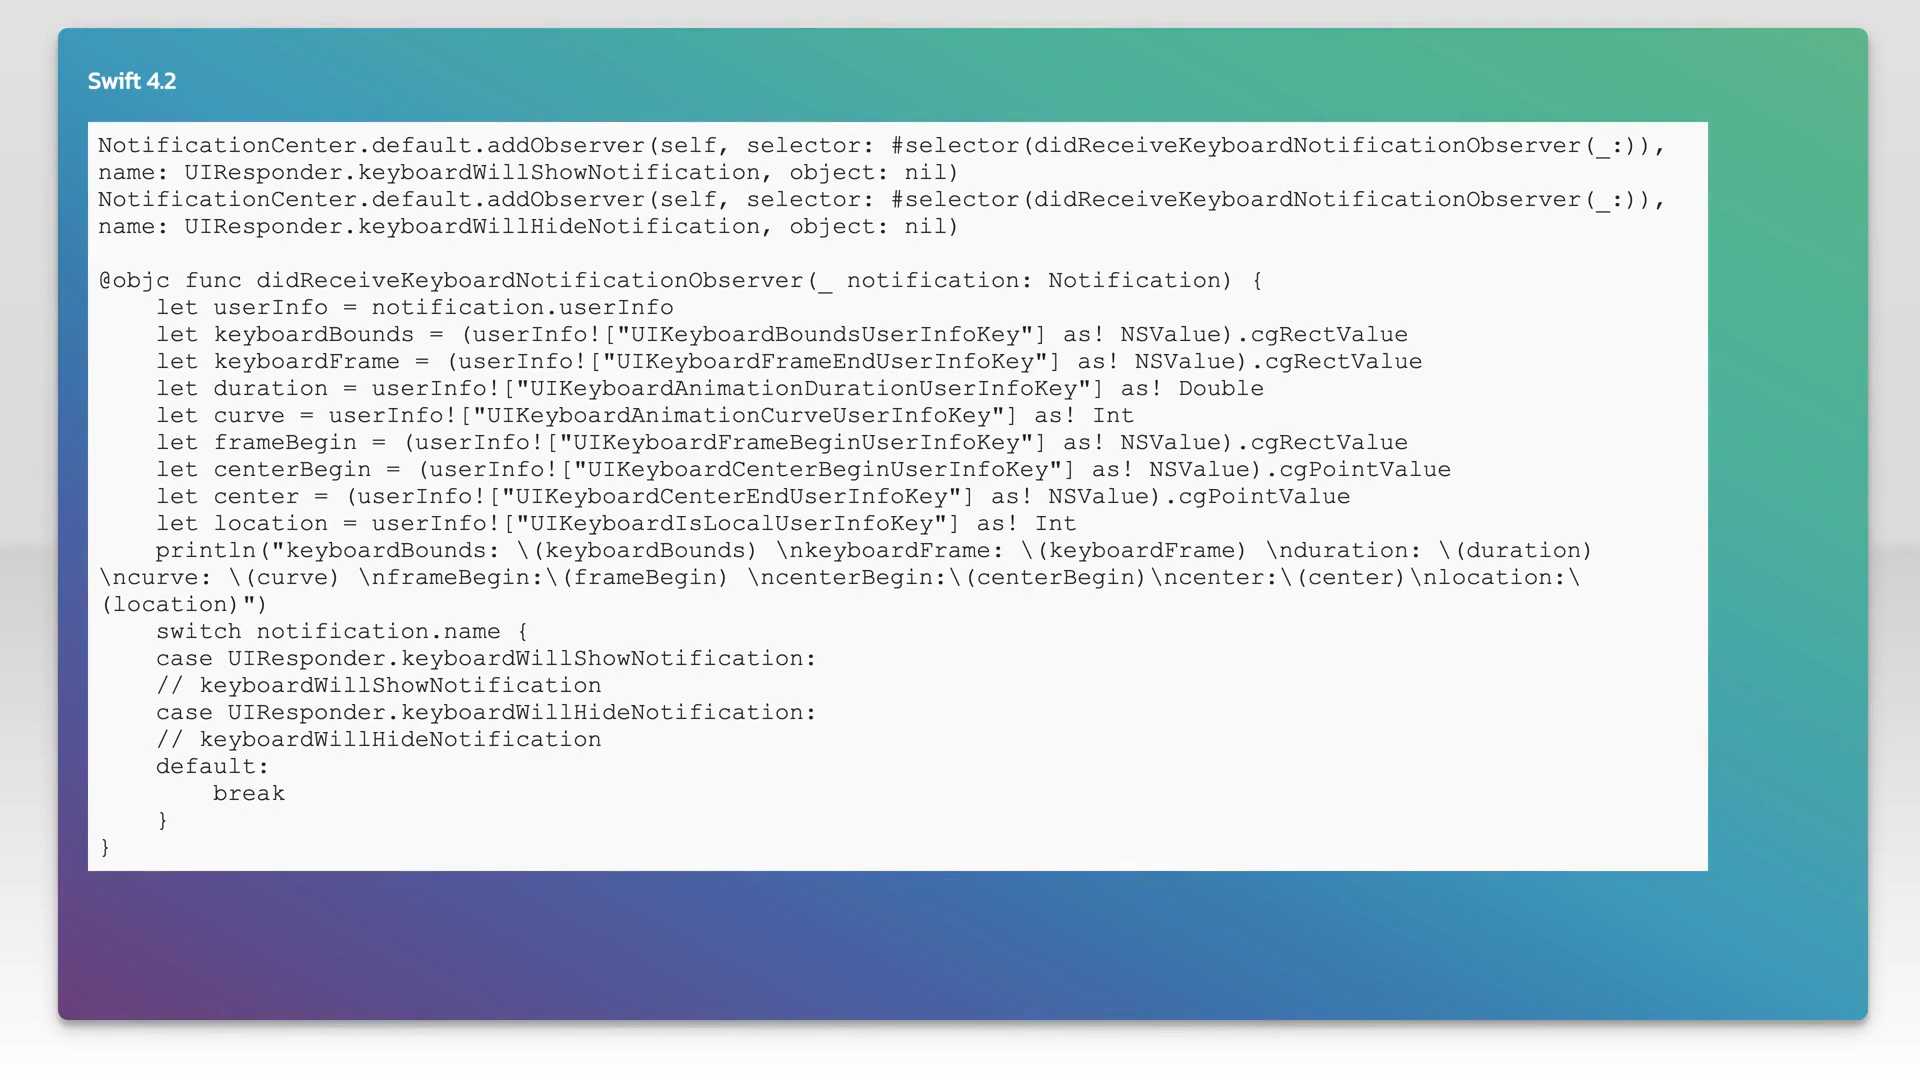 Swift 4.2
NotificationCenter.default.addObserver(self, selector: #selector(didReceiveKeyboardNotificationObserver(_:)),
name: UIResponder.keyboardWillShowNotification, object: nil)
NotificationCenter.default.addObserver(self, selector: #selector(didReceiveKeyboardNotificationObserver(_:)),
name: UIResponder.keyboardWillHideNotification, object: nil)

@objc func didReceiveKeyboardNotificationObserver(_ notification: Notification) {
    let userInfo = notification.userInfo
    let keyboardBounds = (userInfo!["UIKeyboardBoundsUserInfoKey"] as! NSValue).cgRectValue
    let keyboardFrame = (userInfo!["UIKeyboardFrameEndUserInfoKey"] as! NSValue).cgRectValue
    let duration = userInfo!["UIKeyboardAnimationDurationUserInfoKey"] as! Double
    let curve = userInfo!["UIKeyboardAnimationCurveUserInfoKey"] as! Int
    let frameBegin = (userInfo!["UIKeyboardFrameBeginUserInfoKey"] as! NSValue).cgRectValue
    let centerBegin = (userInfo!["UIKeyboardCenterBeginUserInfoKey"] as! NSValue).cgPointValue
    let center = (userInfo!["UIKeyboardCenterEndUserInfoKey"] as! NSValue).cgPointValue
    let location = userInfo!["UIKeyboardIsLocalUserInfoKey"] as! Int
    println("keyboardBounds: \(keyboardBounds) \nkeyboardFrame: \(keyboardFrame) \nduration: \(duration)
\ncurve: \(curve) \nframeBegin:\(frameBegin) \ncenterBegin:\(centerBegin)\ncenter:\(center)\nlocation:\
(location)")
    switch notification.name {
    case UIResponder.keyboardWillShowNotification:
    // keyboardWillShowNotification
    case UIResponder.keyboardWillHideNotification:
    // keyboardWillHideNotification
    default:
        break
    }
}